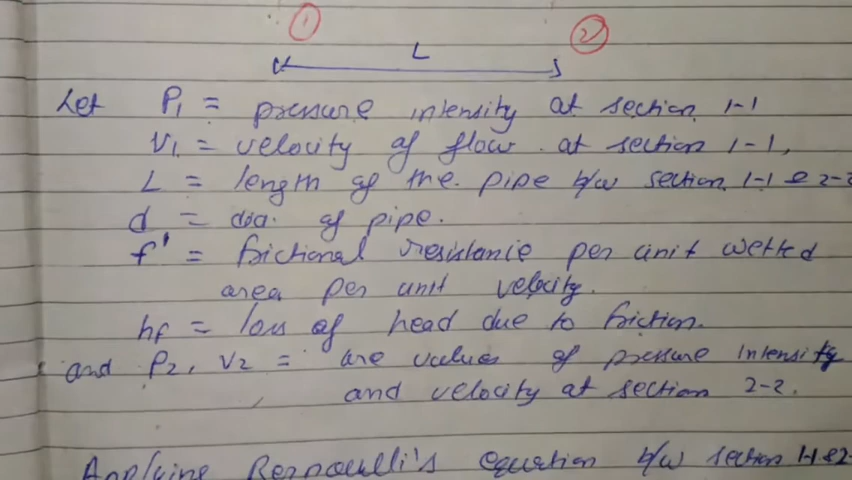 ① ②
L
Let P₁ = pressure intensity at section 1-1
V₁ = velocity of flow. at section 1-1,
L = length of the. pipe b/w section 1-1 & 2-2
d = dia. of pipe.
f' = frictional resistance per unit wetted
area per unit velocity.
hf = loss of head due to friction.
and P₂, V₂ = are values of pressure intensity
and velocity at section 2-2.
Applying Bernoulli's equation b/w section 1-1 & 2-